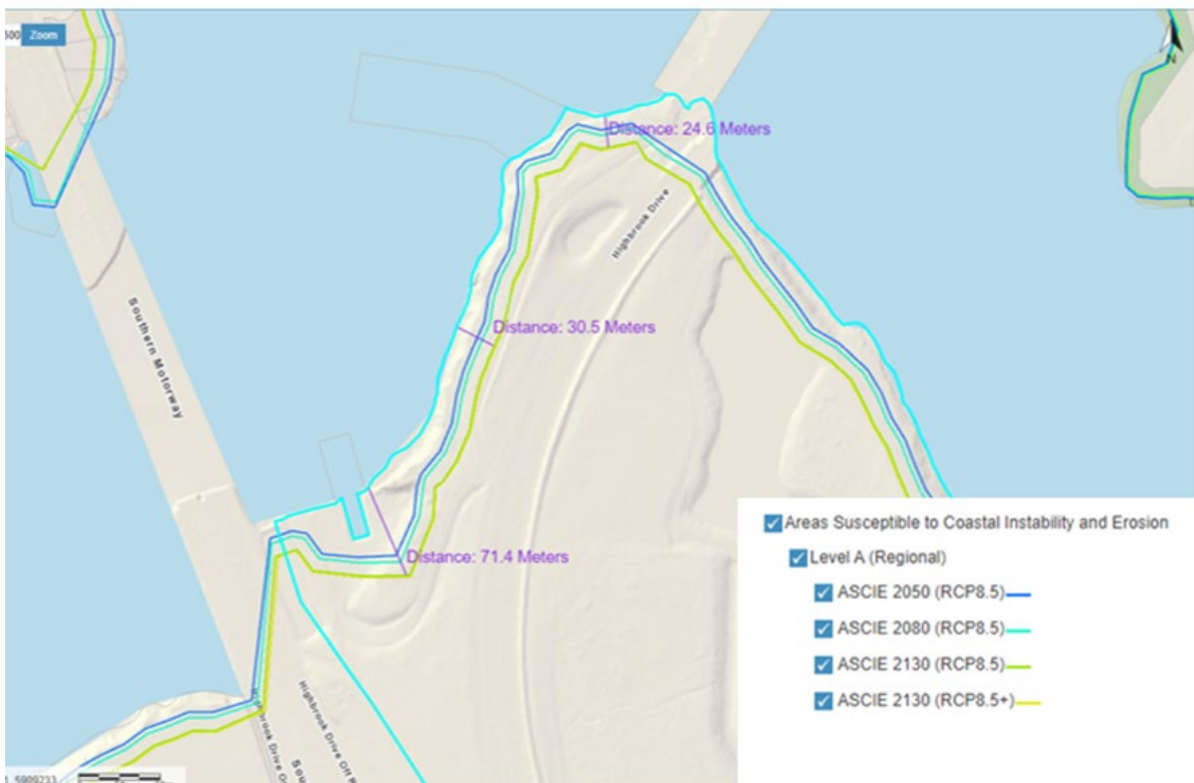 500 Zoom
N
Distance: 24.6 Meters
Highbrook Drive
Distance: 30.5 Meters
Southern Motorway
Distance: 71.4 Meters
Highbrook Drive Off R
Areas Susceptible to Coastal Instability and Erosion
Level A (Regional)
ASCIE 2050 (RCP8.5)
ASCIE 2080 (RCP8.5)
ASCIE 2130 (RCP8.5)
ASCIE 2130 (RCP8.5+)